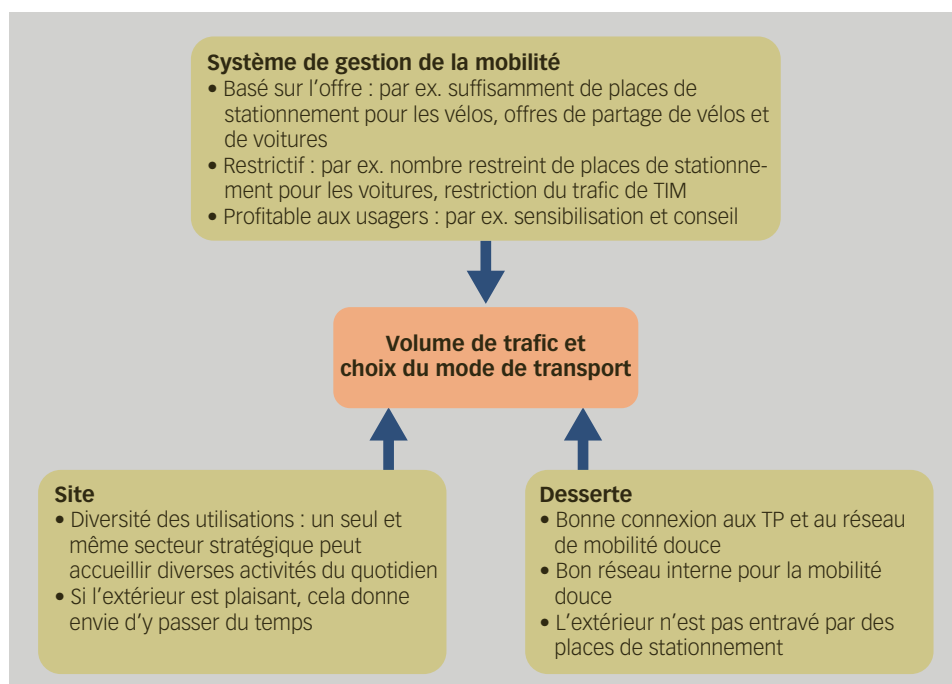 Système de gestion de la mobilité
• Basé sur l'offre : par ex. suffisamment de places de
stationnement pour les vélos, offres de partage de vélos et
de voitures
• Restrictif : par ex. nombre restreint de places de stationne-
ment pour les voitures, restriction du trafic de TIM
• Profitable aux usagers : par ex. sensibilisation et conseil
Volume de trafic et
choix du mode de transport
Site
• Diversité des utilisations : un seul et
même secteur stratégique peut
accueillir diverses activités du quotidien
• Si l'extérieur est plaisant, cela donne
envie d'y passer du temps
Desserte
• Bonne connexion aux TP et au réseau
de mobilité douce
• Bon réseau interne pour la mobilité
douce
• L'extérieur n'est pas entravé par des
places de stationnement